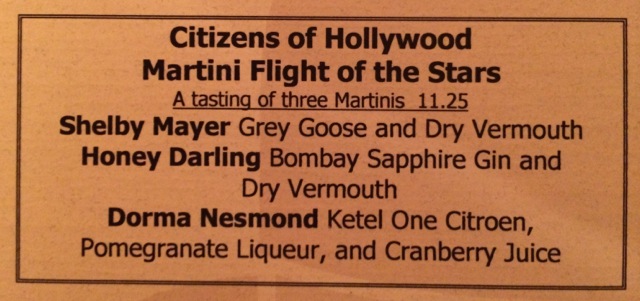 Citizens of Hollywood
Martini Flight of the Stars
A tasting of three Martinis 11.25
Shelby Mayer Grey Goose and Dry Vermouth
Honey Darling Bombay Sapphire Gin and
Dry Vermouth
Dorma Nesmond Ketel One Citroen,
Pomegranate Liqueur, and Cranberry Juice